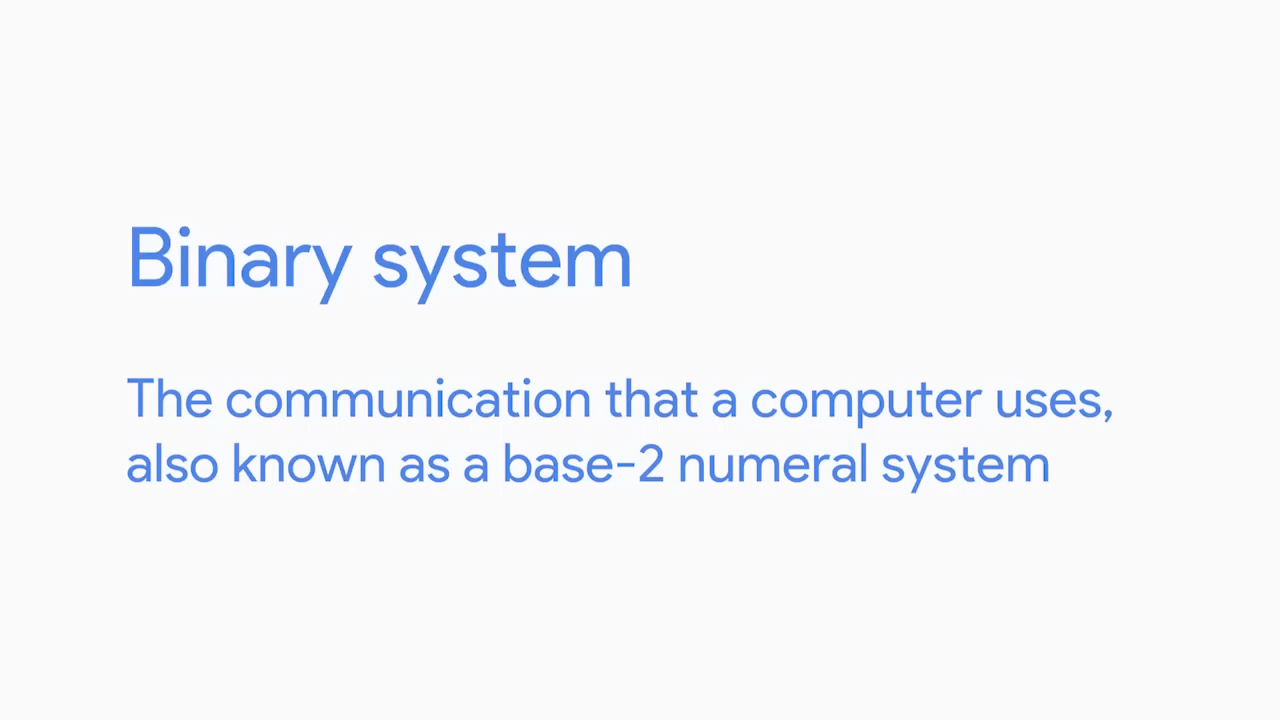 Binary system
The communication that a computer uses,
also known as a base-2 numeral system